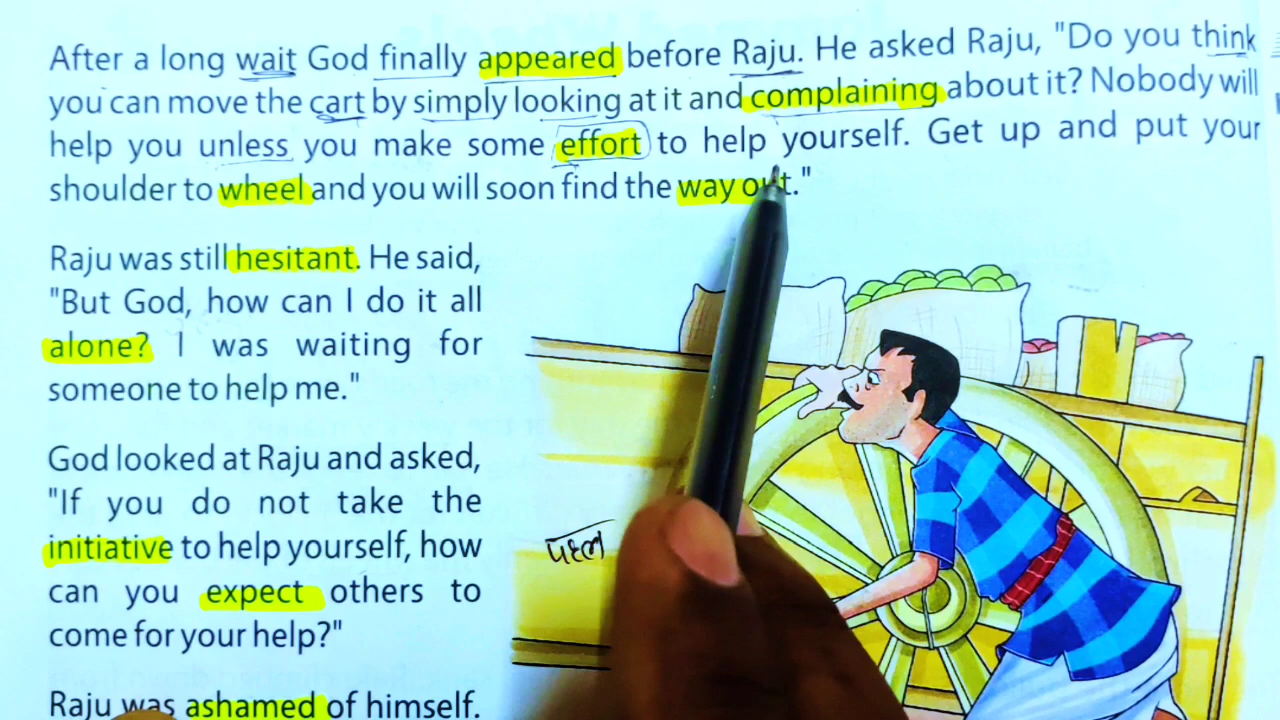 After a long wait God finally appeared before Raju. He asked Raju, "Do you think
you can move the cart by simply looking at it and complaining about it? Nobody will
help you unless you make some effort to help yourself. Get up and put your
shoulder to wheel and you will soon find the way out."
Raju was still hesitant. He said,
"But God, how can I do it all
alone? I was waiting for
someone to help me."
God looked at Raju and asked,
"If you do not take the
initiative to help yourself, how
can you expect others to
come for your help?"
पहल
Raju was ashamed of himself.